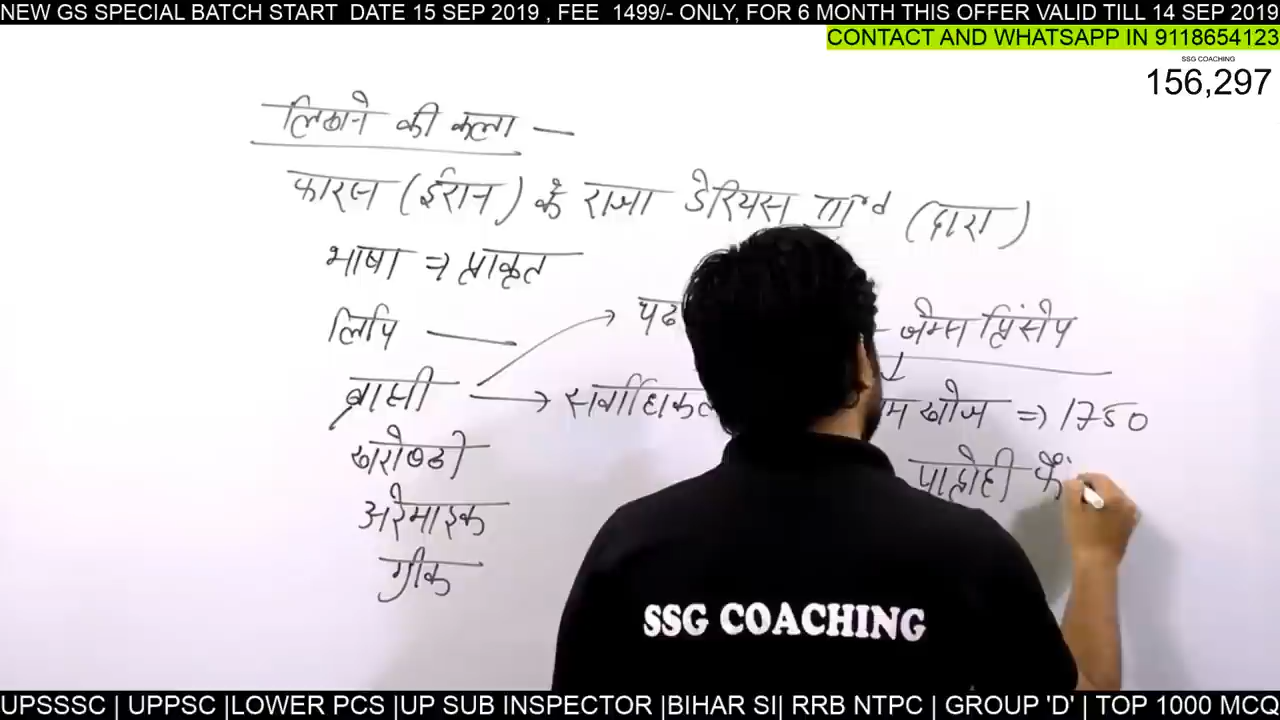 NEW GS SPECIAL BATCH START DATE 15 SEP 2019 , FEE 1499/- ONLY, FOR 6 MONTH THIS OFFER VALID TILL 14 SEP 2019
CONTACT AND WHATSAPP IN 9118654123
SSG COACHING
156,297
लिखने की कला —
फारस (ईरान) के राजा डेरियस (दारा)
भाषा ⇒ प्राकृत
लिपि — पढ - जेम्स प्रिंसेप
ब्राह्मी → खोज ⇒ 1750
खरोष्ठी
अरेमाइक
ग्रीक
SSG COACHING
UPSSSC | UPPSC |LOWER PCS |UP SUB INSPECTOR |BIHAR SI| RRB NTPC | GROUP 'D' | TOP 1000 MCQ